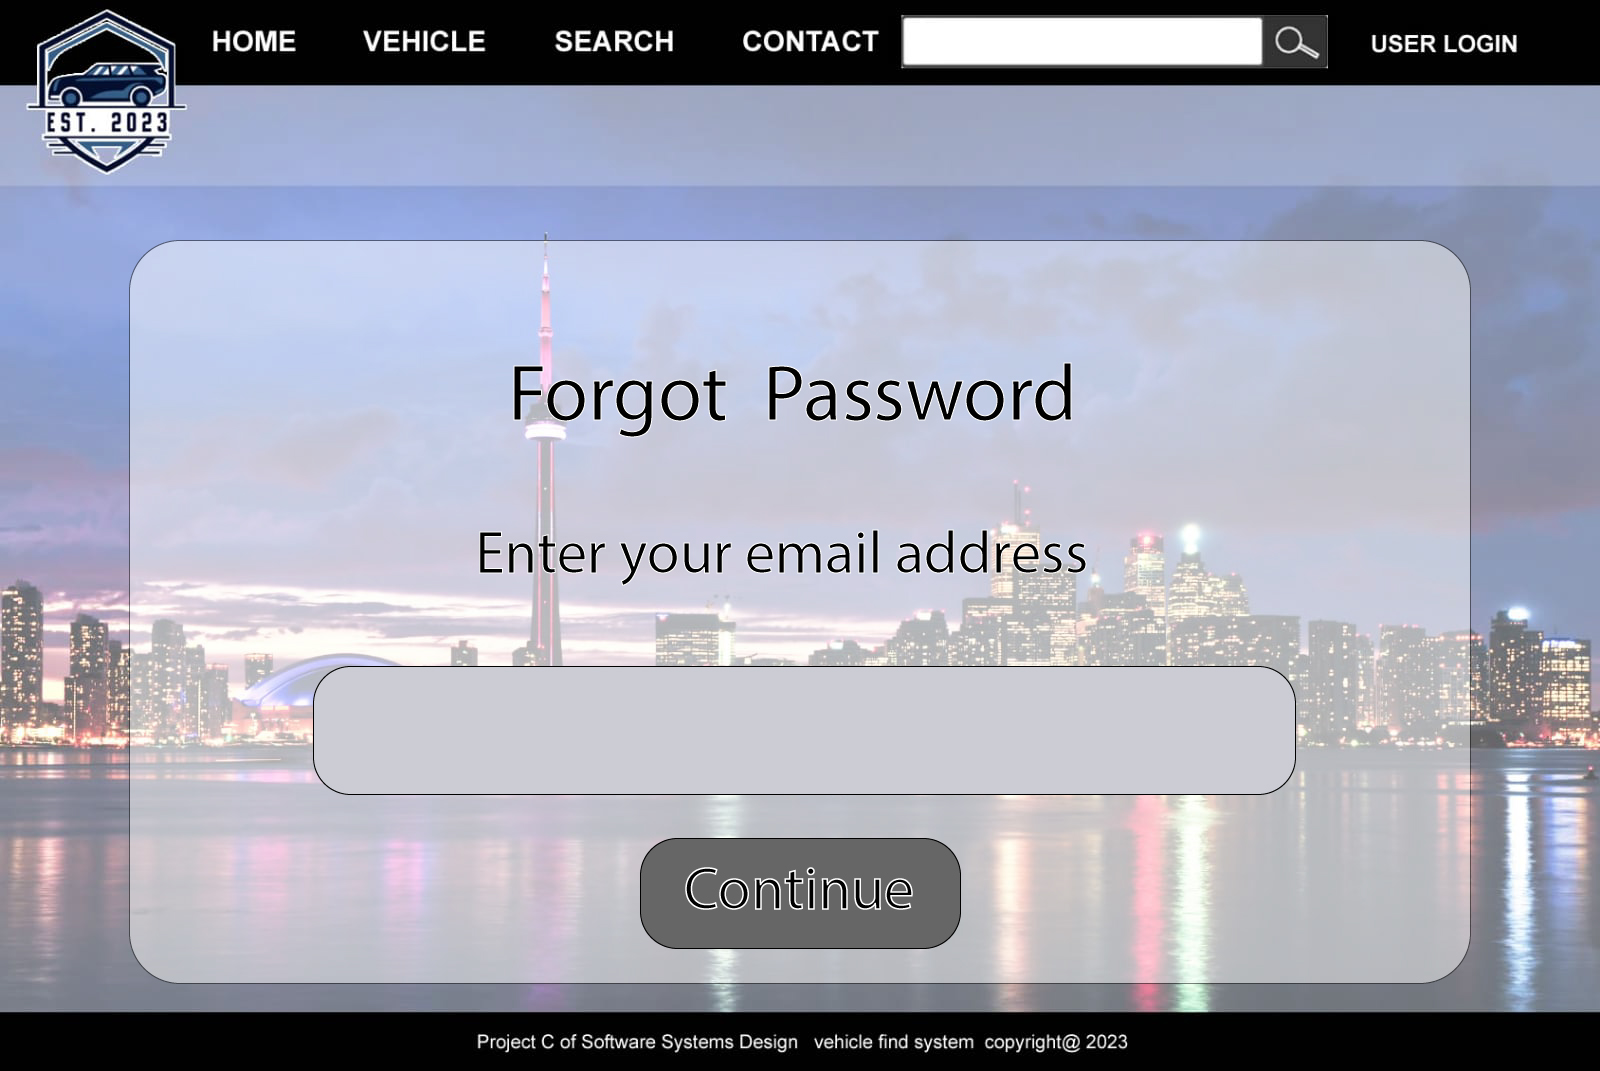 HOME VEHICLE SEARCH CONTACT USER LOGIN
EST. 2023
Forgot Password
Enter your email address
Continue
Project C of Software Systems Design vehicle find system copyright@ 2023